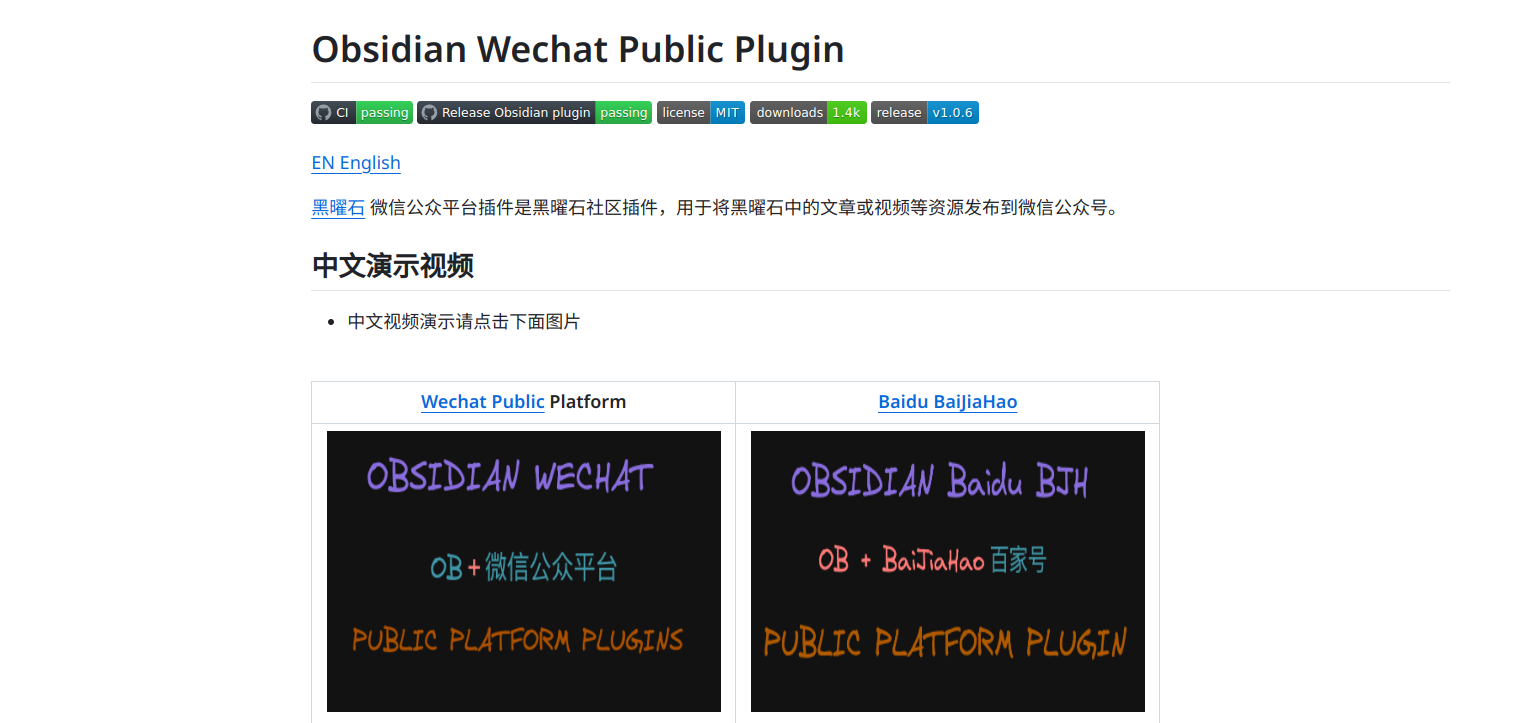 Obsidian Wechat Public Plugin
CI passing Release Obsidian plugin passing license MIT downloads 1.4k release v1.0.6
EN English
黑曜石 微信公众平台插件是黑曜石社区插件，用于将黑曜石中的文章或视频等资源发布到微信公众号。
中文演示视频
中文视频演示请点击下面图片
Wechat Public Platform
Baidu BaiJiaHao
OBSIDIAN WECHAT
OB + 微信公众平台
PUBLIC PLATFORM PLUGINS
OBSIDIAN Baidu BJH
OB + BaiJiaHao 百家号
PUBLIC PLATFORM PLUGIN